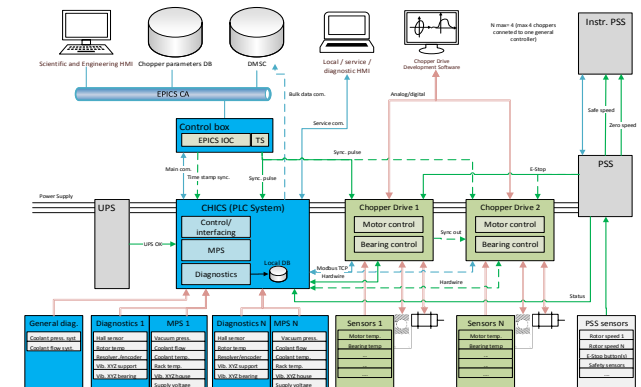 N max= 4 (max 4 choppers
conneted to one general
controller)
Instr. PSS
Scientific and Engineering HMI
Chopper parameters DB
DMSC
Local / service /
diagnostic HMI
Chopper Drive
Development Software
EPICS CA
Bulk data com.
Analog/digital
Safe speed
Zero speed
Control box
EPICS IOC
TS
Service com.
Sync. pulse
Main com.
Time stamp sync.
Sync. pulse
E-Stop
PSS
Power Supply
UPS
CHICS (PLC System)
Control/
interfacing
MPS
Diagnostics
Local DB
UPS OK
Chopper Drive 1
Motor control
Bearing control
Sync out
Chopper Drive 2
Motor control
Bearing control
Modbus TCP
Hardwire
Hardwire
Status
General diag.
Coolant press. syst
Coolant flow syst.
Diagnostics 1
Hall sensor
Rotor temp
Resolver /encoder
Vib. XYZ support
Vib. XYZ bearing
MPS 1
Vacuum press.
Coolant flow
Coolant temp.
Rack temp.
Vib. XYZ house
Supply voltage
Diagnostics N
Hall sensor
Rotor temp
Resolver/encoder
Vib. XYZ support
Vib. XYZ bearing
MPS N
Vacuum press.
Coolant flow
Coolant temp.
Rack temp.
Vib. XYZ house
Supply voltage
Sensors 1
Motor temp.
Bearing temp
...
...
...
Sensors N
Motor temp.
Bearing temp
...
...
...
PSS sensors
Rotor speed 1
Rotor speed N
E-Stop button(s)
Safety sensors
...